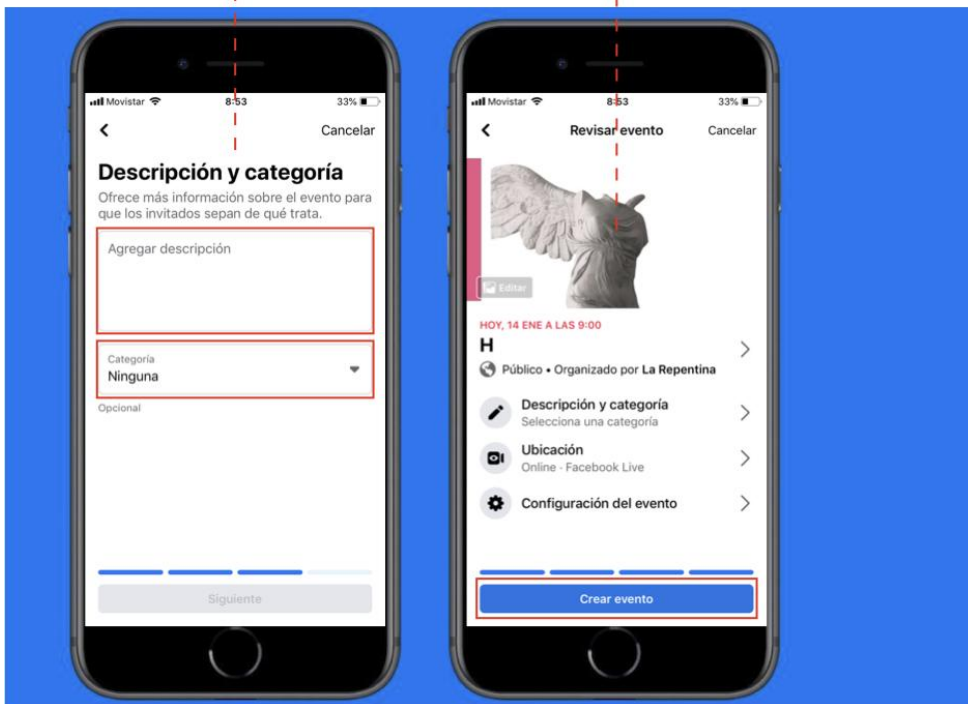 Movistar 8:53 33%
Cancelar
Descripción y categoría
Ofrece más información sobre el evento para
que los invitados sepan de qué trata.
Agregar descripción
Categoría
Ninguna
Opcional
Siguiente
Movistar 8:53 33%
Revisar evento Cancelar
Editar
HOY, 14 ENE A LAS 9:00
H
Público • Organizado por La Repentina
Descripción y categoría
Selecciona una categoría
Ubicación
Online · Facebook Live
Configuración del evento
Crear evento